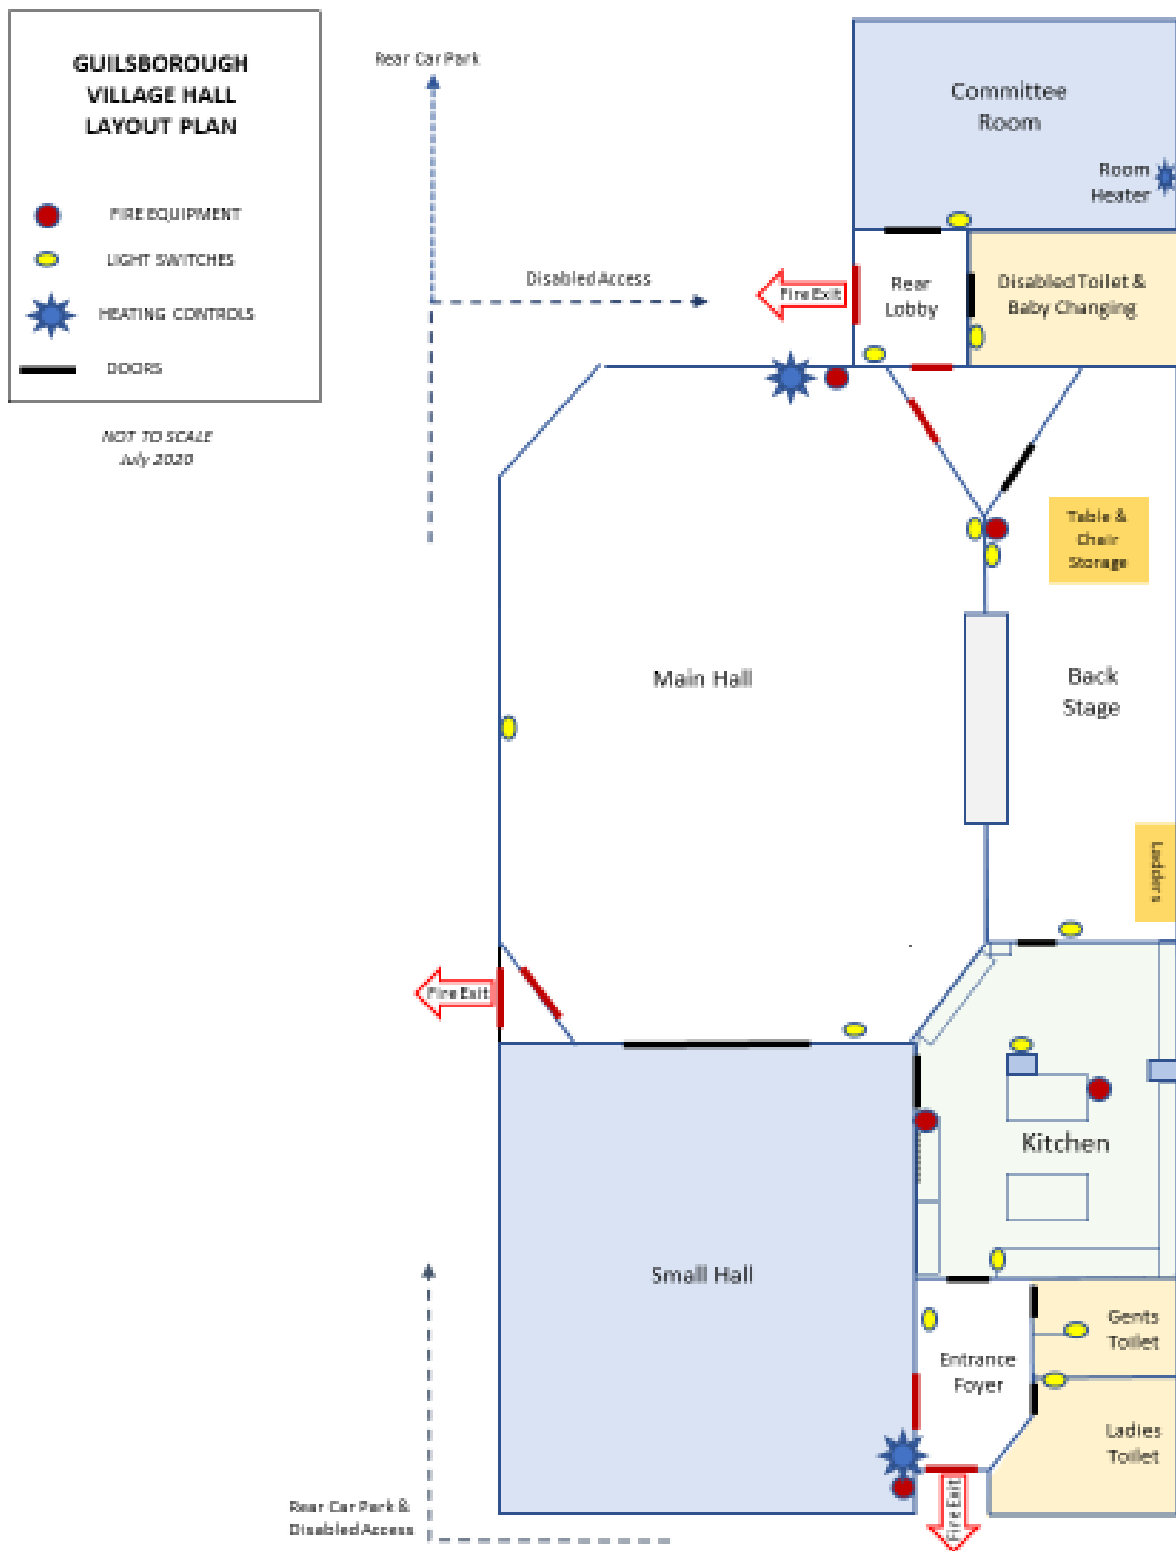 GUILSBOROUGH
VILLAGE HALL
LAYOUT PLAN
FIRE EQUIPMENT
LIGHT SWITCHES
HEATING CONTROLS
DOORS
NOT TO SCALE
July 2020
Rear Car Park
Disabled Access
Committee
Room
Room
Heater
Fire Exit
Rear
Lobby
Disabled Toilet &
Baby Changing
Table &
Chair
Storage
Main Hall
Back
Stage
Ladders
Fire Exit
Kitchen
Small Hall
Gents
Toilet
Entrance
Foyer
Ladies
Toilet
Fire Exit
Rear Car Park &
Disabled Access